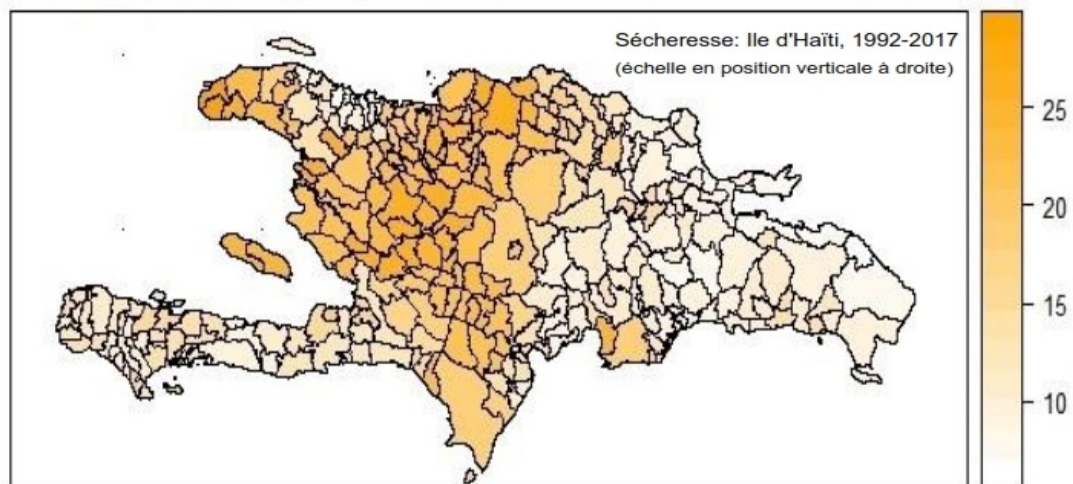 Sécheresse: Ile d'Haïti, 1992-2017
(échelle en position verticale à droite)
25
20
15
10